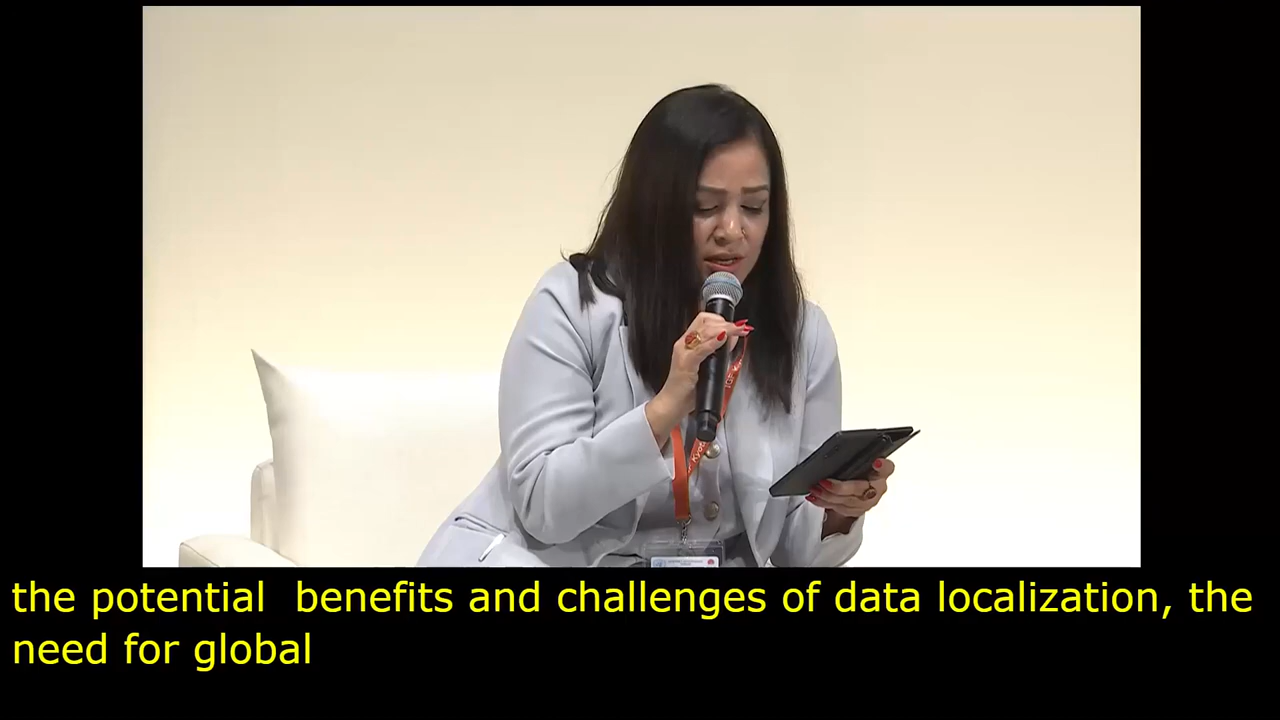 the potential  benefits and challenges of data localization, the
need for global